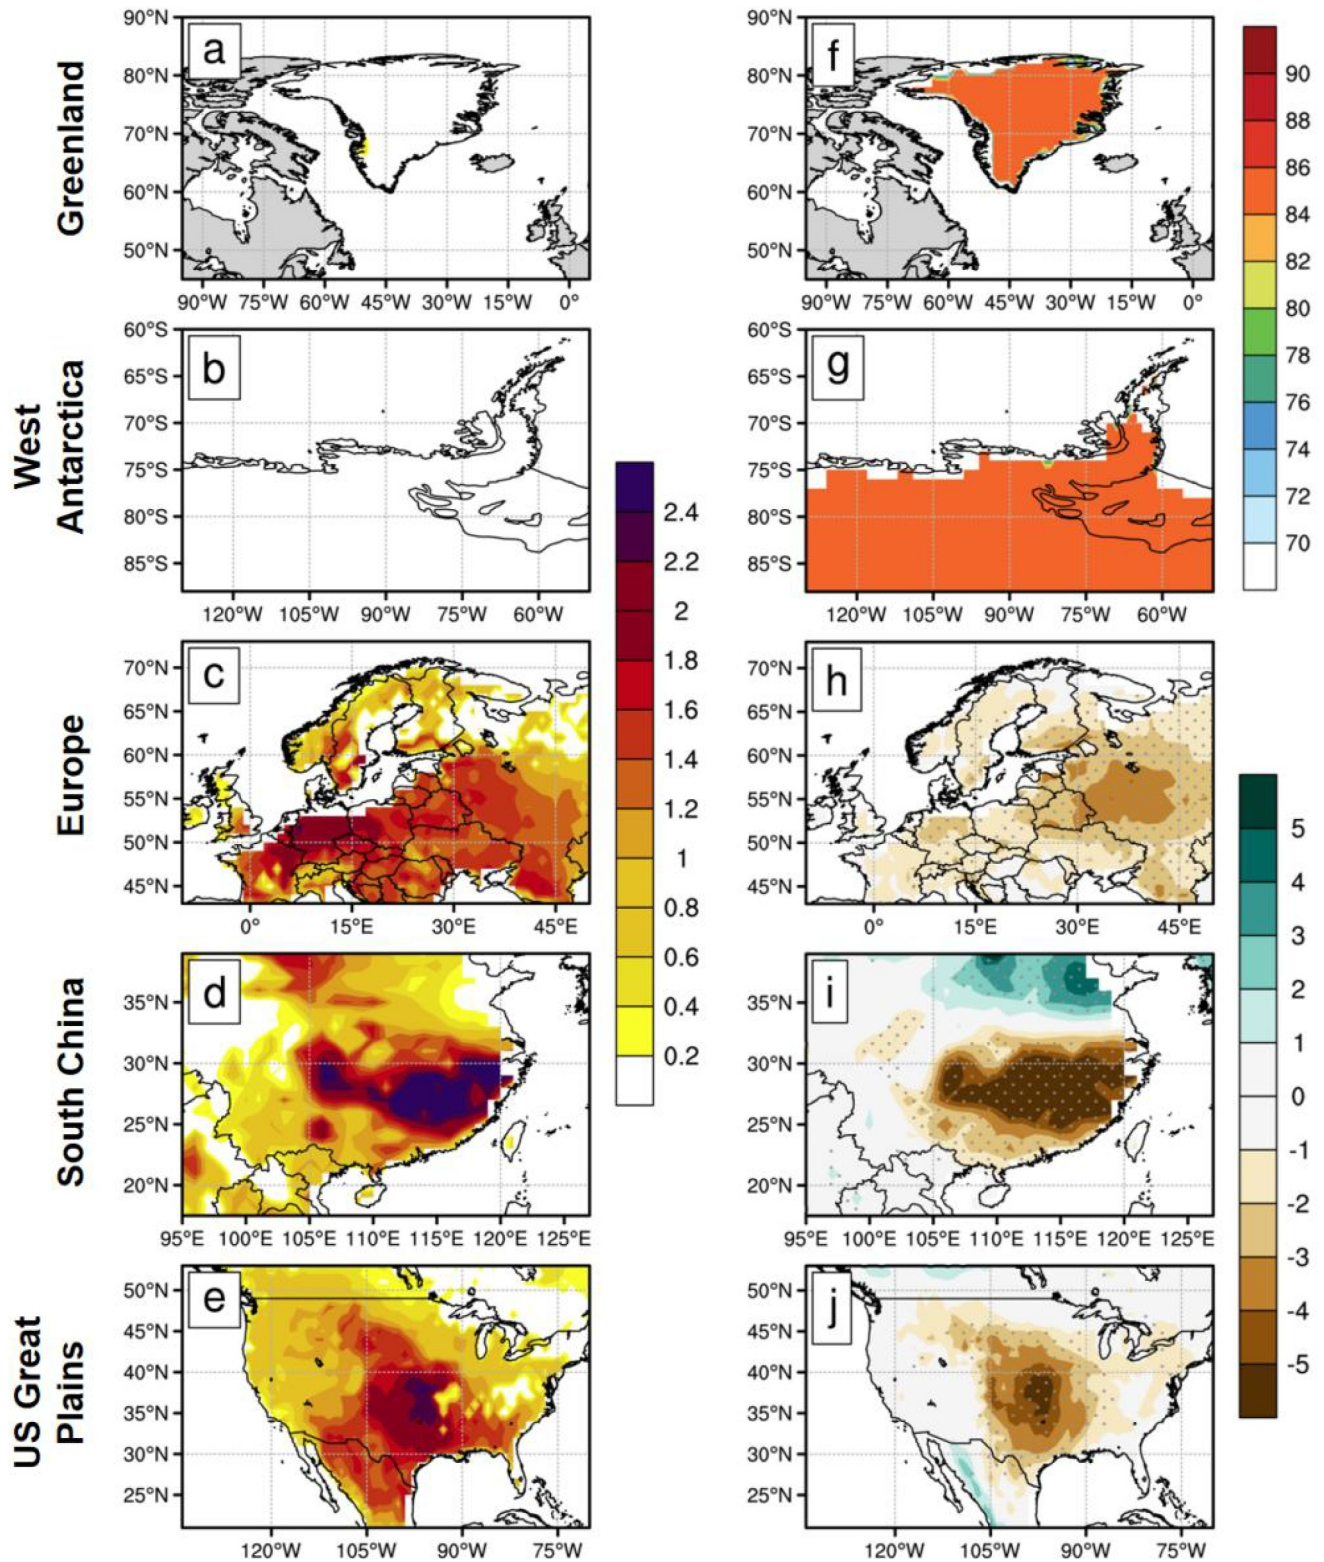 Greenland
a
90°N
80°N
70°N
60°N
50°N
90°W 75°W 60°W 45°W 30°W 15°W 0°
f
90°N
80°N
70°N
60°N
50°N
90°W 75°W 60°W 45°W 30°W 15°W 0°
90
88
86
84
82
80
78
76
74
72
70
West
Antarctica
b
60°S
65°S
70°S
75°S
80°S
85°S
120°W 105°W 90°W 75°W 60°W
g
60°S
65°S
70°S
75°S
80°S
85°S
120°W 105°W 90°W 75°W 60°W
2.4
2.2
2
1.8
1.6
1.4
1.2
1
0.8
0.6
0.4
0.2
Europe
c
70°N
65°N
60°N
55°N
50°N
45°N
0° 15°E 30°E 45°E
h
70°N
65°N
60°N
55°N
50°N
45°N
0° 15°E 30°E 45°E
5
4
3
2
1
0
-1
-2
-3
-4
-5
South China
d
35°N
30°N
25°N
20°N
95°E 100°E 105°E 110°E 115°E 120°E 125°E
i
35°N
30°N
25°N
20°N
95°E 100°E 105°E 110°E 115°E 120°E 125°E
US Great
Plains
e
50°N
45°N
40°N
35°N
30°N
25°N
120°W 105°W 90°W 75°W
j
50°N
45°N
40°N
35°N
30°N
25°N
120°W 105°W 90°W 75°W